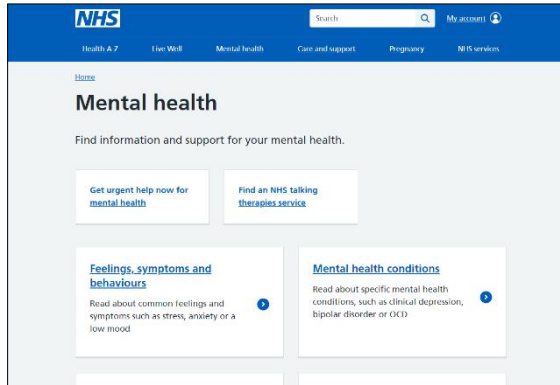 NHS
Search
My account
Health A-Z Live Well Mental health Care and support Pregnancy NHS services
Home
Mental health
Find information and support for your mental health.
Get urgent help now for
mental health
Find an NHS talking
therapies service
Feelings, symptoms and
behaviours
Read about common feelings and
symptoms such as stress, anxiety or a
low mood
Mental health conditions
Read about specific mental health
conditions, such as clinical depression,
bipolar disorder or OCD